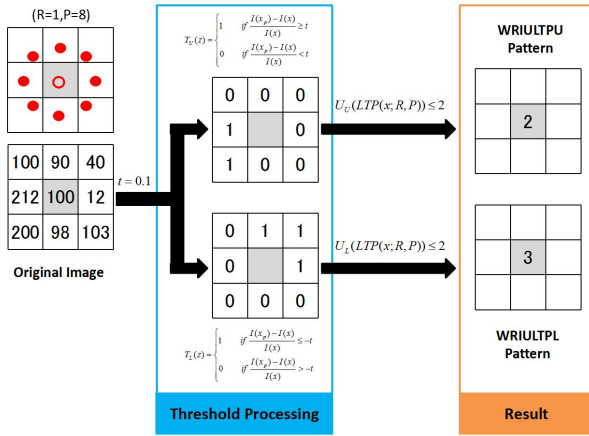 (R=1,P=8)
100 90 40
212 100 12
200 98 103
Original Image
t = 0.1
T_U(z) = { 1 if I(x_p)−I(x) / I(x) ≥ t
0 if I(x_p)−I(x) / I(x) < t
0 0 0
1 0
1 0 0
0 1 1
0 1
0 0 0
T_L(z) = { 1 if I(x_p)−I(x) / I(x) ≤ −t
0 if I(x_p)−I(x) / I(x) > −t
Threshold Processing
U_U(LTP(x;R,P)) ≤ 2
U_L(LTP(x;R,P)) ≤ 2
WRIULTPU
Pattern
2
3
WRIULTPL
Pattern
Result